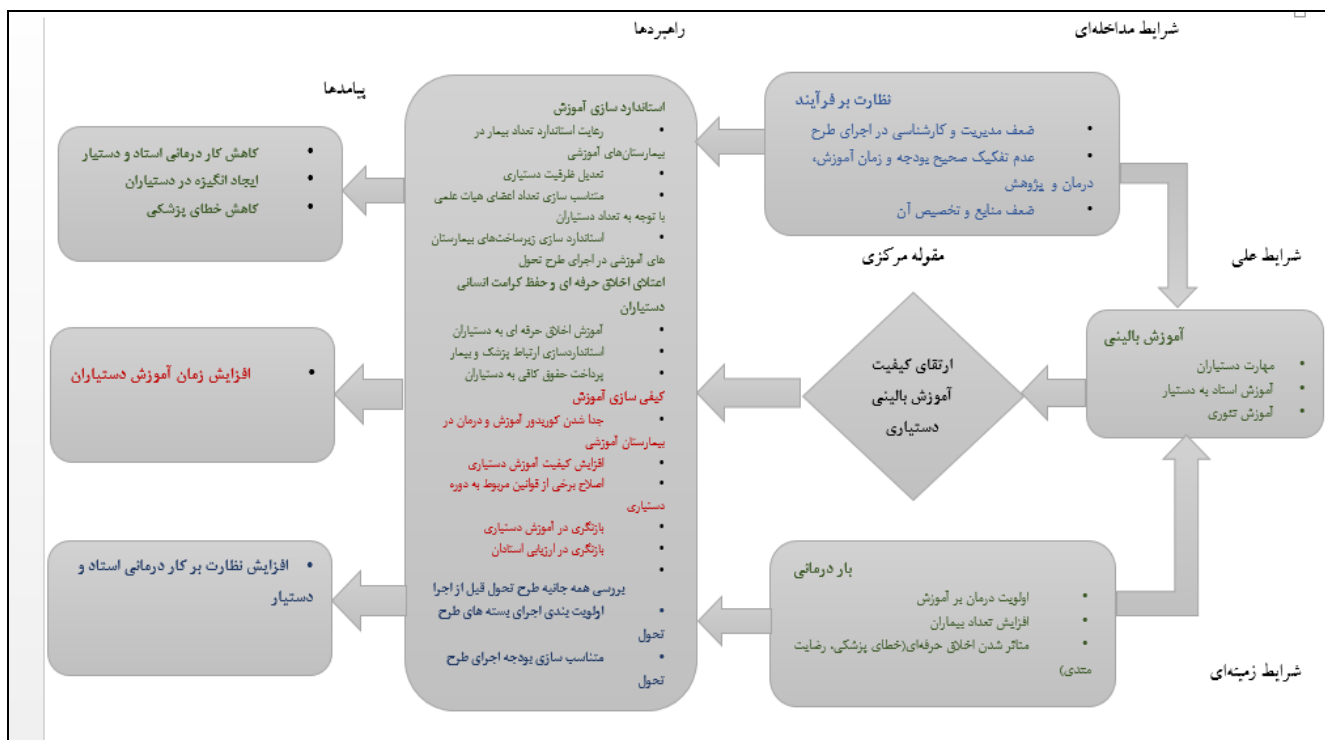 شرایط مداخله‌ای
راهبردها
پیامدها
نظارت بر فرآیند
• ضعف مدیریت و کارشناسی در اجرای طرح
• عدم تفکیک صحیح بودجه و زمان آموزش،
درمان و پژوهش
• ضعف منابع و تخصیص آن
شرایط علی
آموزش بالینی
• مهارت دستیاران
• آموزش استاد به دستیار
• آموزش تئوری
مقوله مرکزی
ارتقای کیفیت
آموزش بالینی
دستیاری
شرایط زمینه‌ای
بار درمانی
• اولویت درمان بر آموزش
• افزایش تعداد بیماران
• متاثر شدن اخلاق حرفه‌ای(خطای پزشکی، رضایت
مندی)
استاندارد سازی آموزش
• رعایت استاندارد تعداد بیمار در
بیمارستان‌های آموزشی
• تعدیل ظرفیت دستیاری
• متناسب سازی تعداد اعضای هیات علمی
با توجه به تعداد دستیاران
• استاندارد سازی زیرساخت‌های بیمارستان
های آموزشی در اجرای طرح تحول
اعتلای اخلاق حرفه ای و حفظ کرامت انسانی
دستیاران
• آموزش اخلاق حرفه ای به دستیاران
• استانداردسازی ارتباط پزشک و بیمار
• پرداخت حقوق کافی به دستیاران
کیفی سازی آموزش
• جدا شدن کوریدور آموزش و درمان در
بیمارستان آموزشی
• افزایش کیفیت آموزش دستیاری
• اصلاح برخی از قوانین مربوط به دوره
دستیاری
• بازنگری در آموزش دستیاری
• بازنگری در ارزیابی استادان
•
بررسی همه جانبه طرح تحول قبل از اجرا
• اولویت بندی اجرای بسته های طرح
تحول
• متناسب سازی بودجه اجرای طرح
تحول
• کاهش کار درمانی استاد و دستیار
• ایجاد انگیزه در دستیاران
• کاهش خطای پزشکی
• افزایش زمان آموزش دستیاران
• افزایش نظارت بر کار درمانی استاد و
دستیار